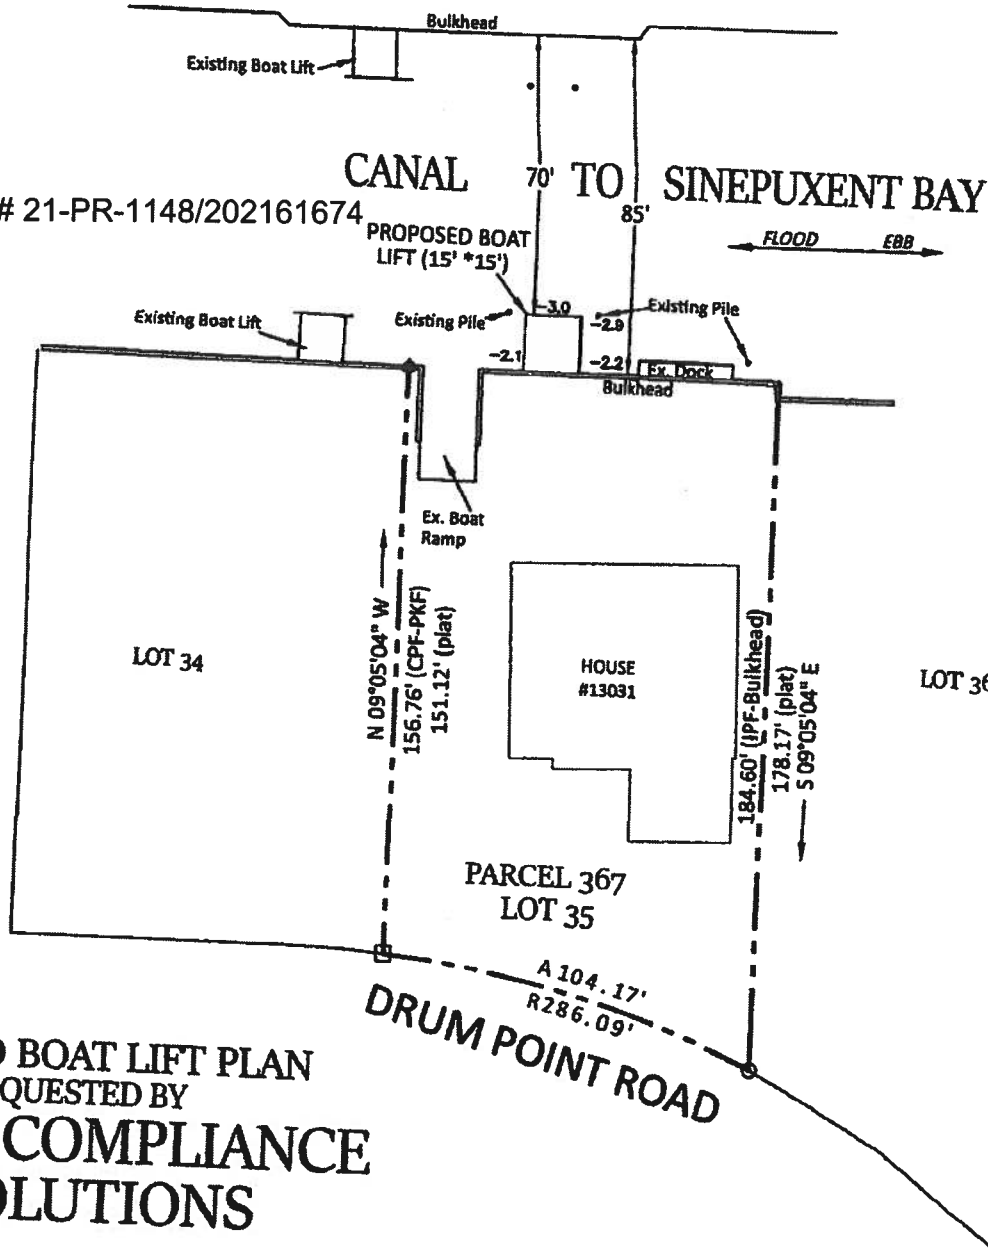 Bulkhead
Existing Boat Lift
CANAL 70' TO SINEPUXENT BAY
85'
# 21-PR-1148/202161674
PROPOSED BOAT
LIFT (15' *15')
FLOOD EBB
Existing Boat Lift
Existing Pile
-3.0
-2.9
Existing Pile
-2.1
-2.2
Ex. Dock
Bulkhead
Ex. Boat
Ramp
N 09°05'04" W
156.76' (CPF-PKF)
151.12' (plat)
LOT 34
HOUSE
#13031
184.60' (IPF-Bulkhead)
178.17' (plat)
S 09°05'04" E
LOT 36
PARCEL 367
LOT 35
A 104.17'
R286.09'
DRUM POINT ROAD
BOAT LIFT PLAN
QUESTED BY
COMPLIANCE
OLUTIONS